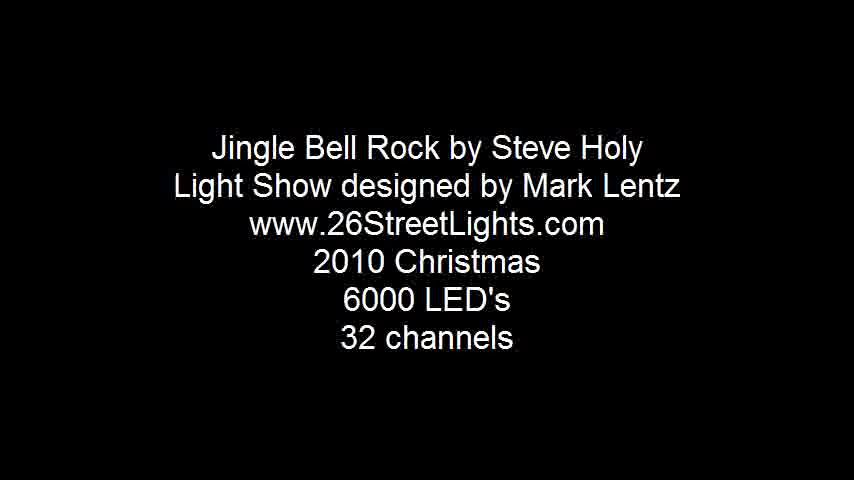 Jingle Bell Rock by Steve Holy
Light Show designed by Mark Lentz
www.26StreetLights.com
2010 Christmas
6000 LED's
32 channels